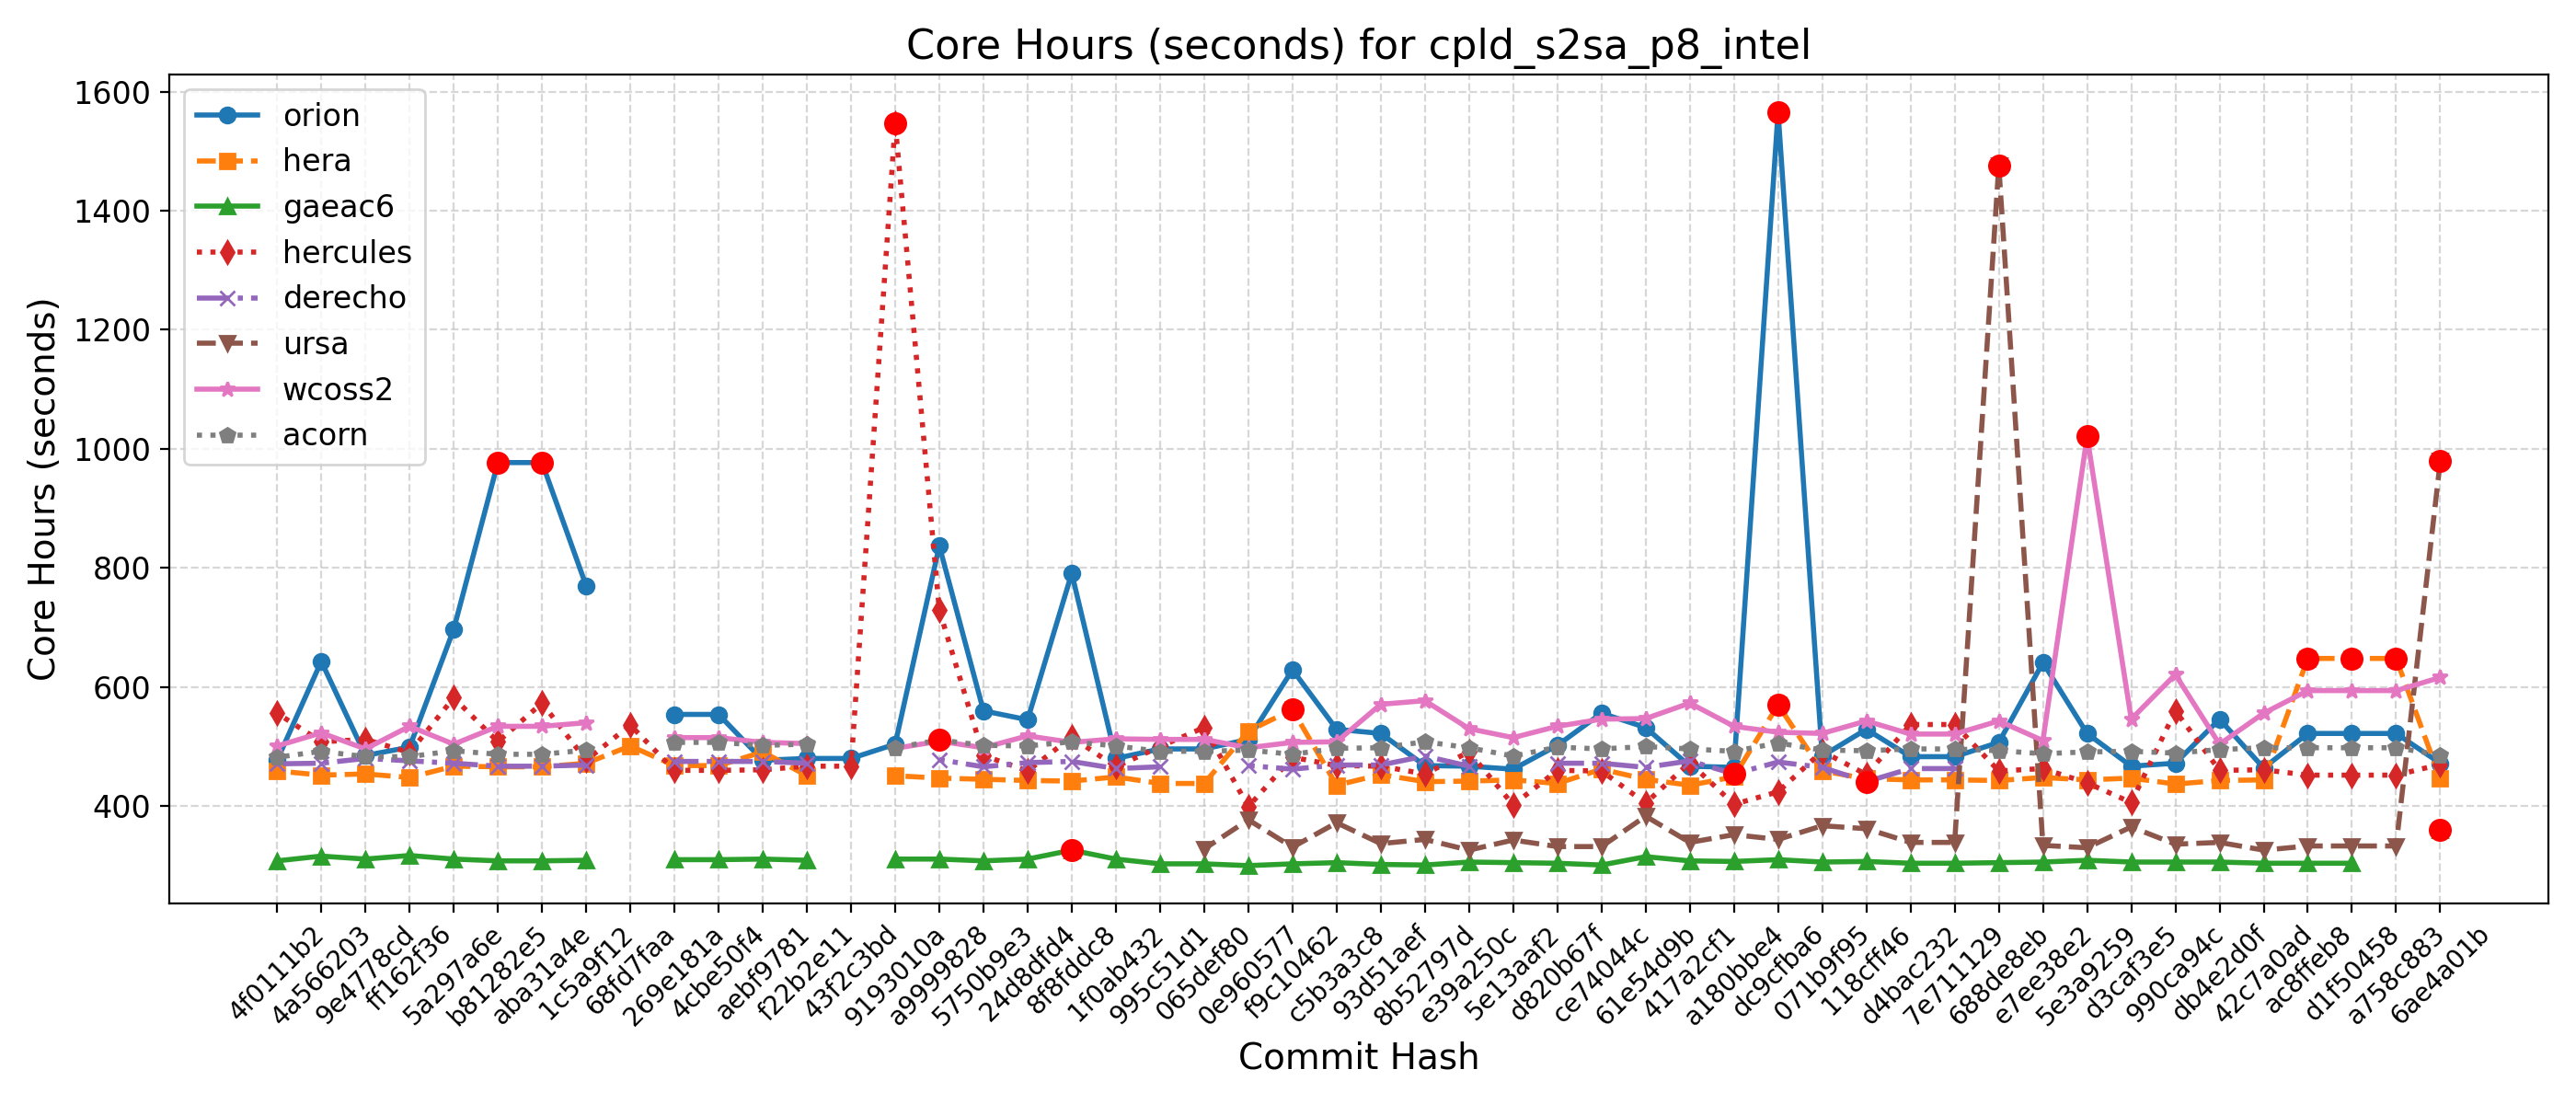 Core Hours (seconds) for cpld_s2sa_p8_intel
Core Hours (seconds)
1600
1400
1200
1000
800
600
400
orion
hera
gaeac6
hercules
derecho
ursa
wcoss2
acorn
4f0111b2
4a566203
9e4778cd
ff162f36
5a297a6e
b81282e5
aba31a4e
1c5a9f12
68fd7faa
269e181a
4cbe50f4
aebf9781
f22b2e11
43f2c3bd
9193010a
a9999828
5750b9e3
24d8dfd4
8f8fddc8
1f0ab432
995c51d1
065def80
0e960577
f9c10462
c5b3a3c8
93d51aef
8b52797d
e39a250c
5e13aaf2
d820b67f
ce74044c
61e54d9b
417a2cf1
a180bbe4
dc9cfba6
071b9f95
118cff46
d4bac232
7e711129
688de8eb
e7ee38e2
5e3a9259
d3caf3e5
990ca94c
db4e2d0f
42c7a0ad
ac8ffeb8
d1f50458
a758c883
6ae4a01b
Commit Hash